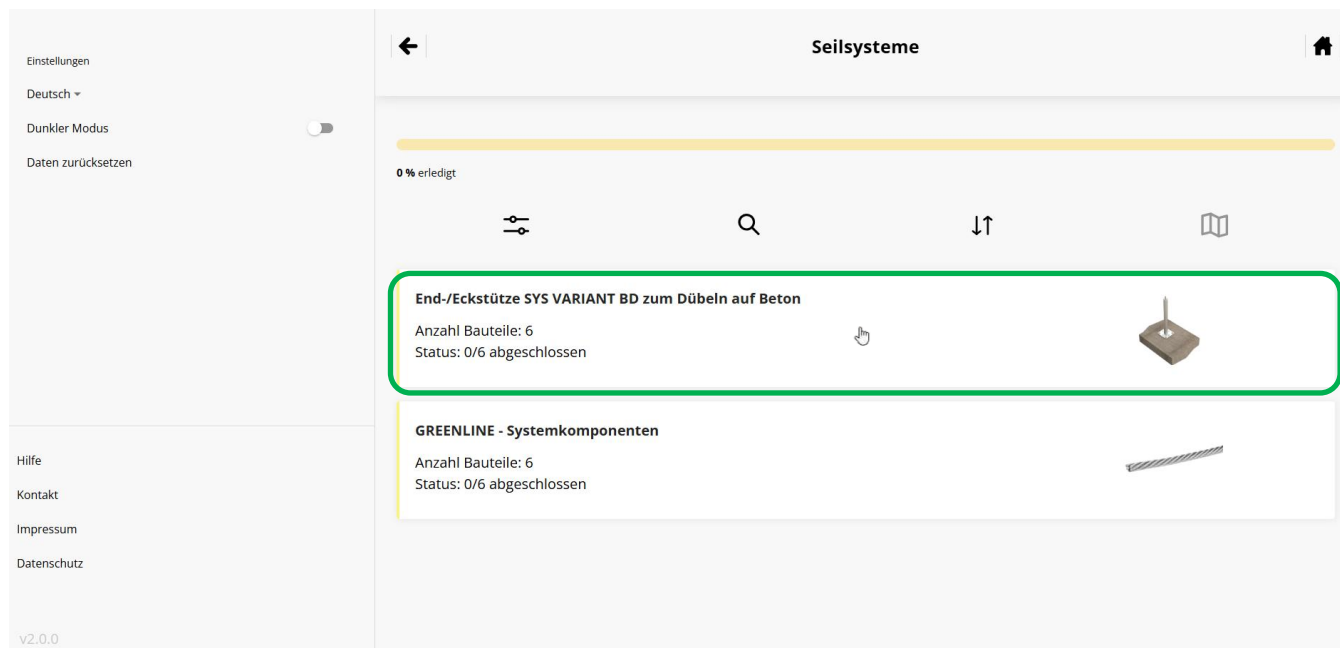 Einstellungen
Deutsch
Dunkler Modus
Daten zurücksetzen
Hilfe
Kontakt
Impressum
Datenschutz
v2.0.0
Seilsysteme
0 % erledigt
End-/Eckstütze SYS VARIANT BD zum Dübeln auf Beton
Anzahl Bauteile: 6
Status: 0/6 abgeschlossen
GREENLINE - Systemkomponenten
Anzahl Bauteile: 6
Status: 0/6 abgeschlossen